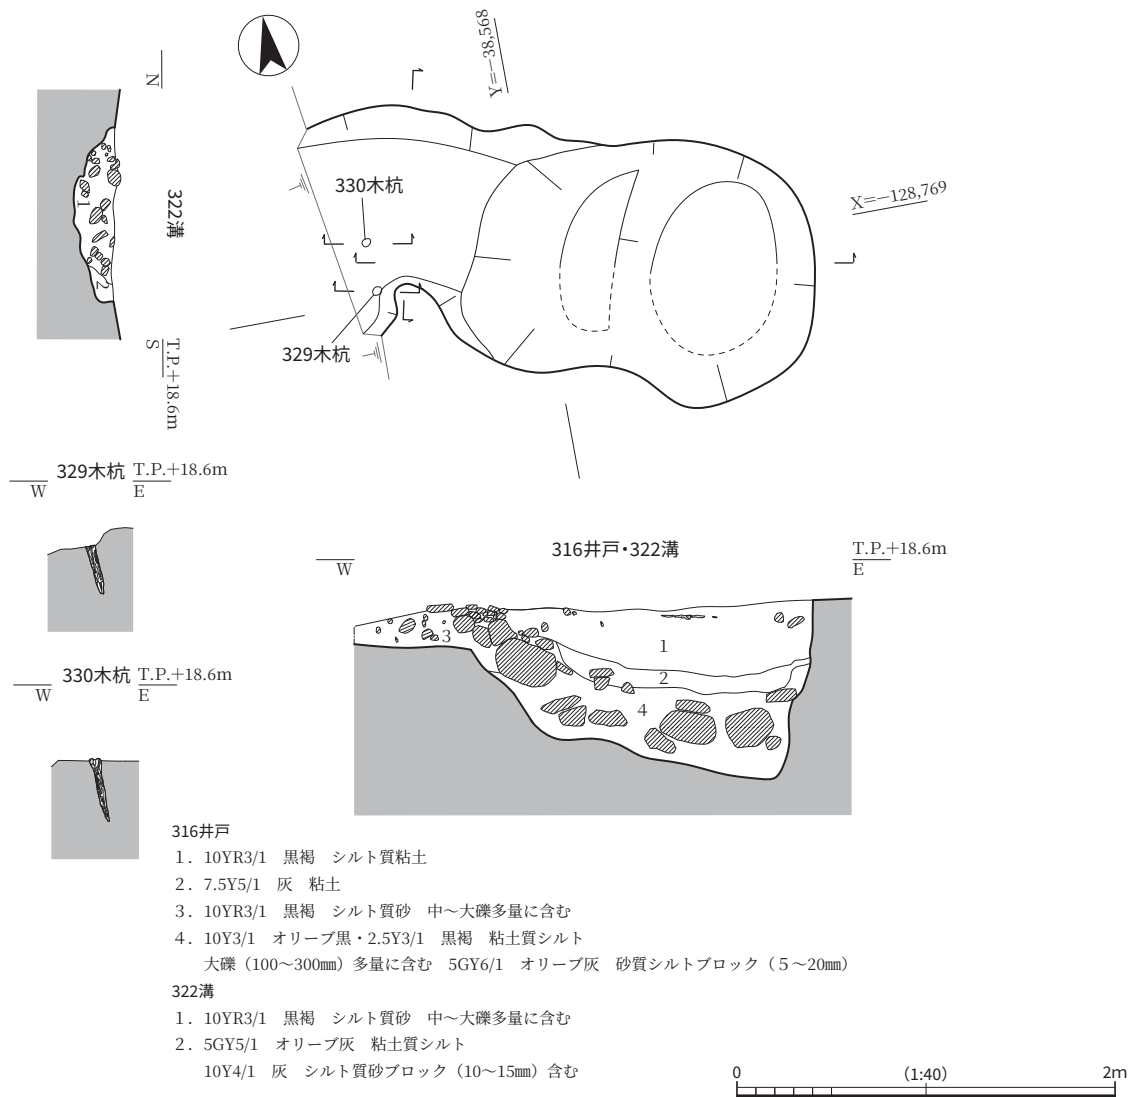 Y=−38,568
N
330木杭
X=−128,769
322溝
1
2
S
T.P.+18.6m
329木杭
329木杭
T.P.+18.6m
W
E
316井戸・322溝
T.P.+18.6m
W
E
1
2
3
4
330木杭
T.P.+18.6m
W
E
316井戸
１．10YR3/1　黒褐　シルト質粘土
２．7.5Y5/1　灰　粘土
３．10YR3/1　黒褐　シルト質砂　中～大礫多量に含む
４．10Y3/1　オリーブ黒・2.5Y3/1　黒褐　粘土質シルト
大礫（100～300㎜）多量に含む　5GY6/1　オリーブ灰　砂質シルトブロック（５～20㎜）
322溝
１．10YR3/1　黒褐　シルト質砂　中～大礫多量に含む
２．5GY5/1　オリーブ灰　粘土質シルト
10Y4/1　灰　シルト質砂ブロック（10～15㎜）含む
0
（1:40）
2m